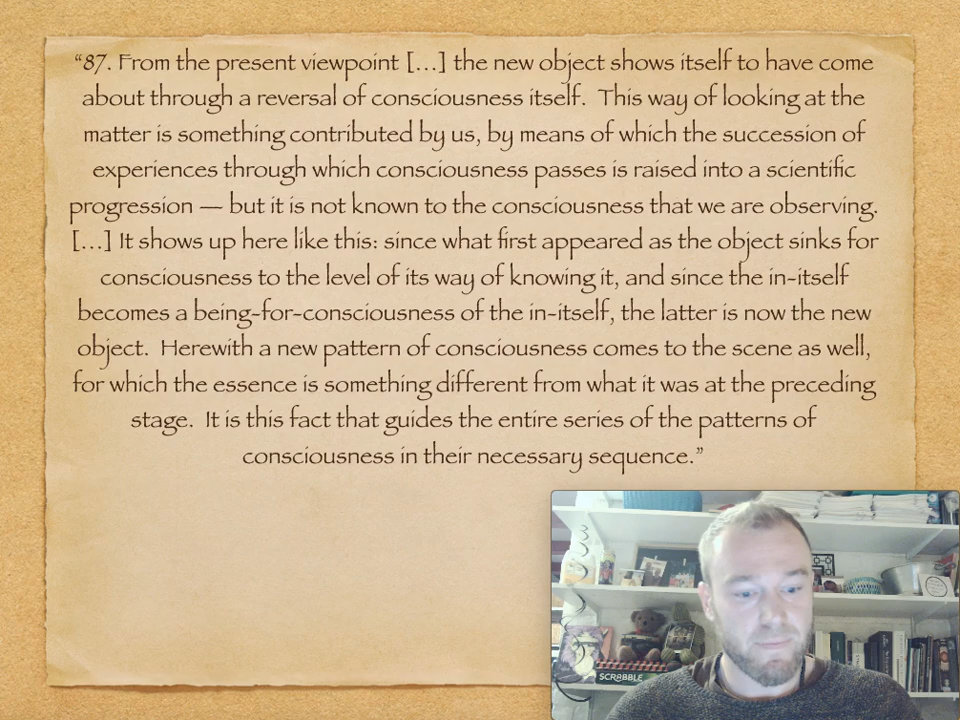 “87. From the present viewpoint [...] the new object shows itself to have come
about through a reversal of consciousness itself. This way of looking at the
matter is something contributed by us, by means of which the succession of
experiences through which consciousness passes is raised into a scientific
progression — but it is not known to the consciousness that we are observing.
[...] It shows up here like this: since what first appeared as the object sinks for
consciousness to the level of its way of knowing it, and since the in-itself
becomes a being-for-consciousness of the in-itself, the latter is now the new
object. Herewith a new pattern of consciousness comes to the scene as well,
for which the essence is something different from what it was at the preceding
stage. It is this fact that guides the entire series of the patterns of
consciousness in their necessary sequence.”
SCRABBLE